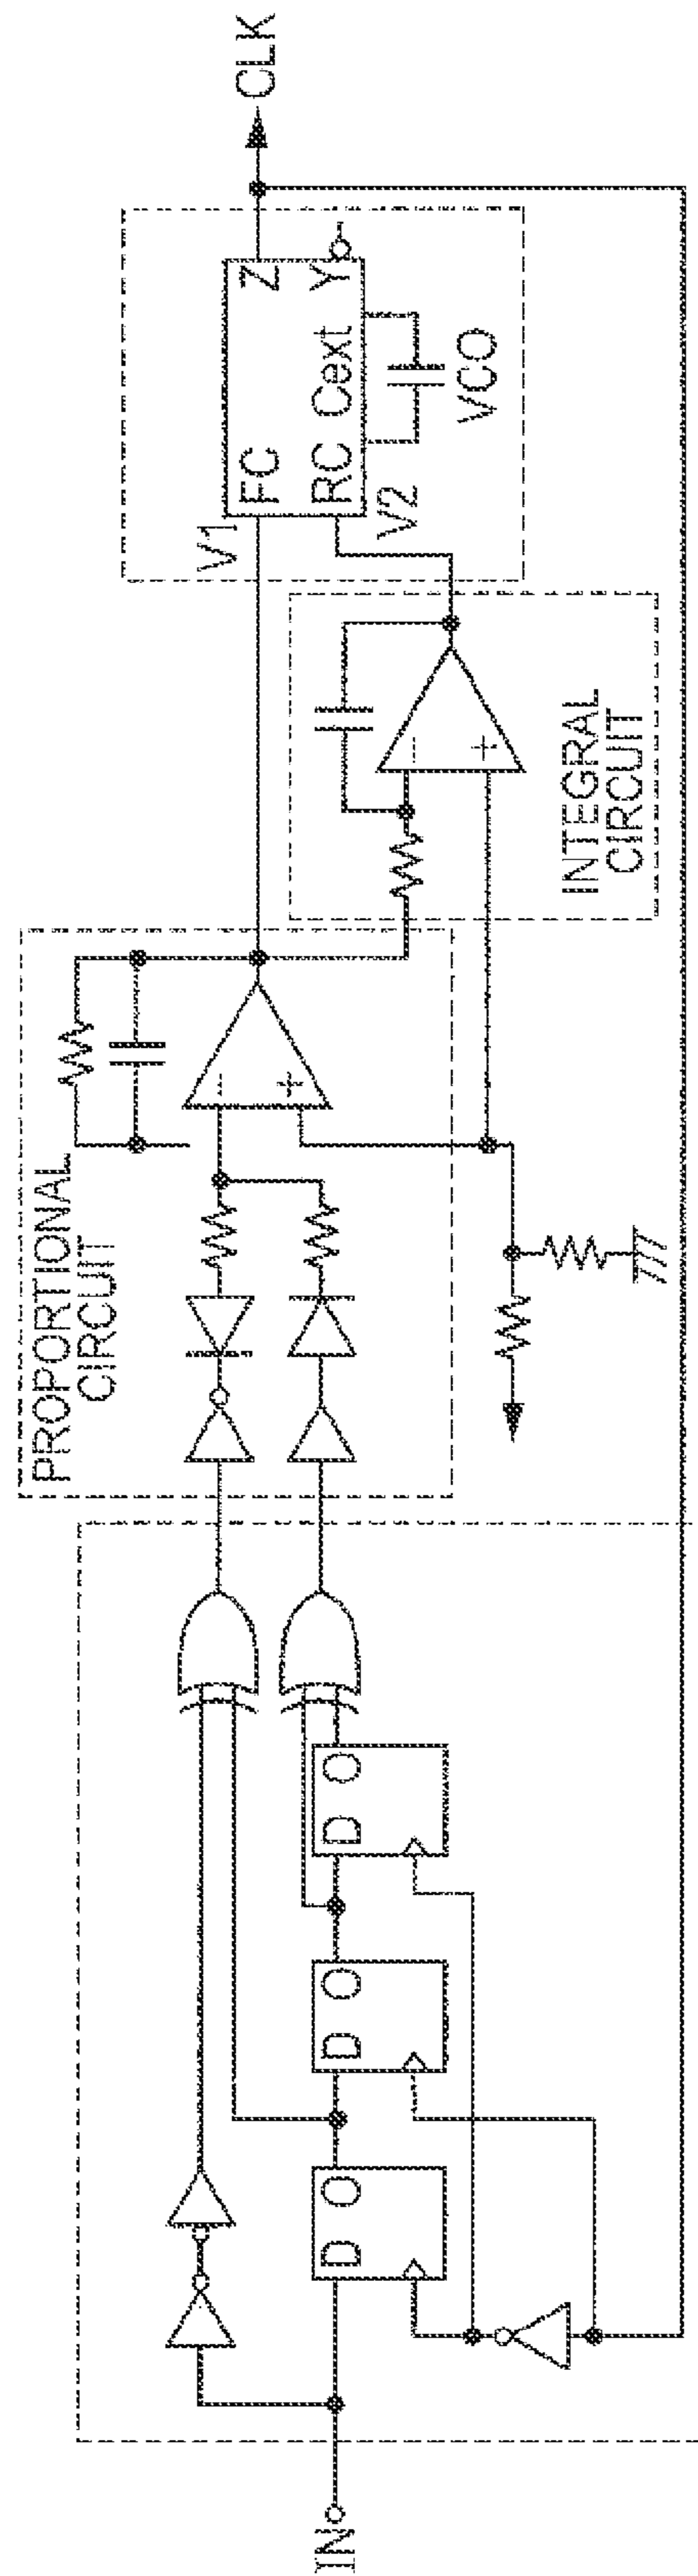 IN
D O
D O
D O
PROPORTIONAL
CIRCUIT
- +
- +
INTEGRAL
CIRCUIT
V1
V2
FC Z
RC Cext Y
VCO
CLK